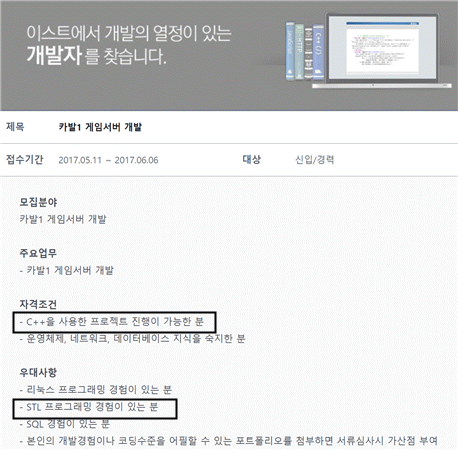 이스트에서 개발의 열정이 있는
개발자를 찾습니다.
제목 카발1 게임서버 개발
접수기간 2017.05.11 ~ 2017.06.06 대상 신입/경력
모집분야
카발1 게임서버 개발
주요업무
- 카발1 게임서버 개발
자격조건
- C++을 사용한 프로젝트 진행이 가능한 분
- 운영체제, 네트워크, 데이터베이스 지식을 숙지한 분
우대사항
- 리눅스 프로그래밍 경험이 있는 분
- STL 프로그래밍 경험이 있는 분
- SQL 경험이 있는 분
- 본인의 개발경험이나 코딩수준을 어필할 수 있는 포트폴리오를 첨부하면 서류심사시 가산점 부여